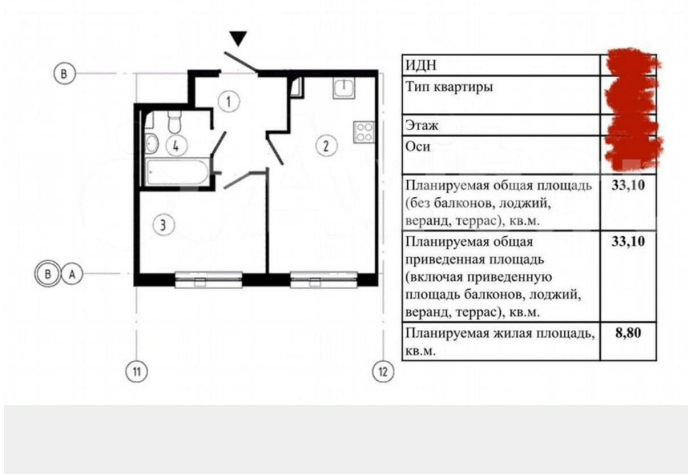 В
1
2
4
3
В А
11
12
ИДН
Тип квартиры
Этаж
Оси
Планируемая общая площадь 33,10
(без балконов, лоджий,
веранд, террас), кв.м.
Планируемая общая 33,10
приведенная площадь
(включая приведенную
площадь балконов, лоджий,
веранд, террас), кв.м.
Планируемая жилая площадь, 8,80
кв.м.